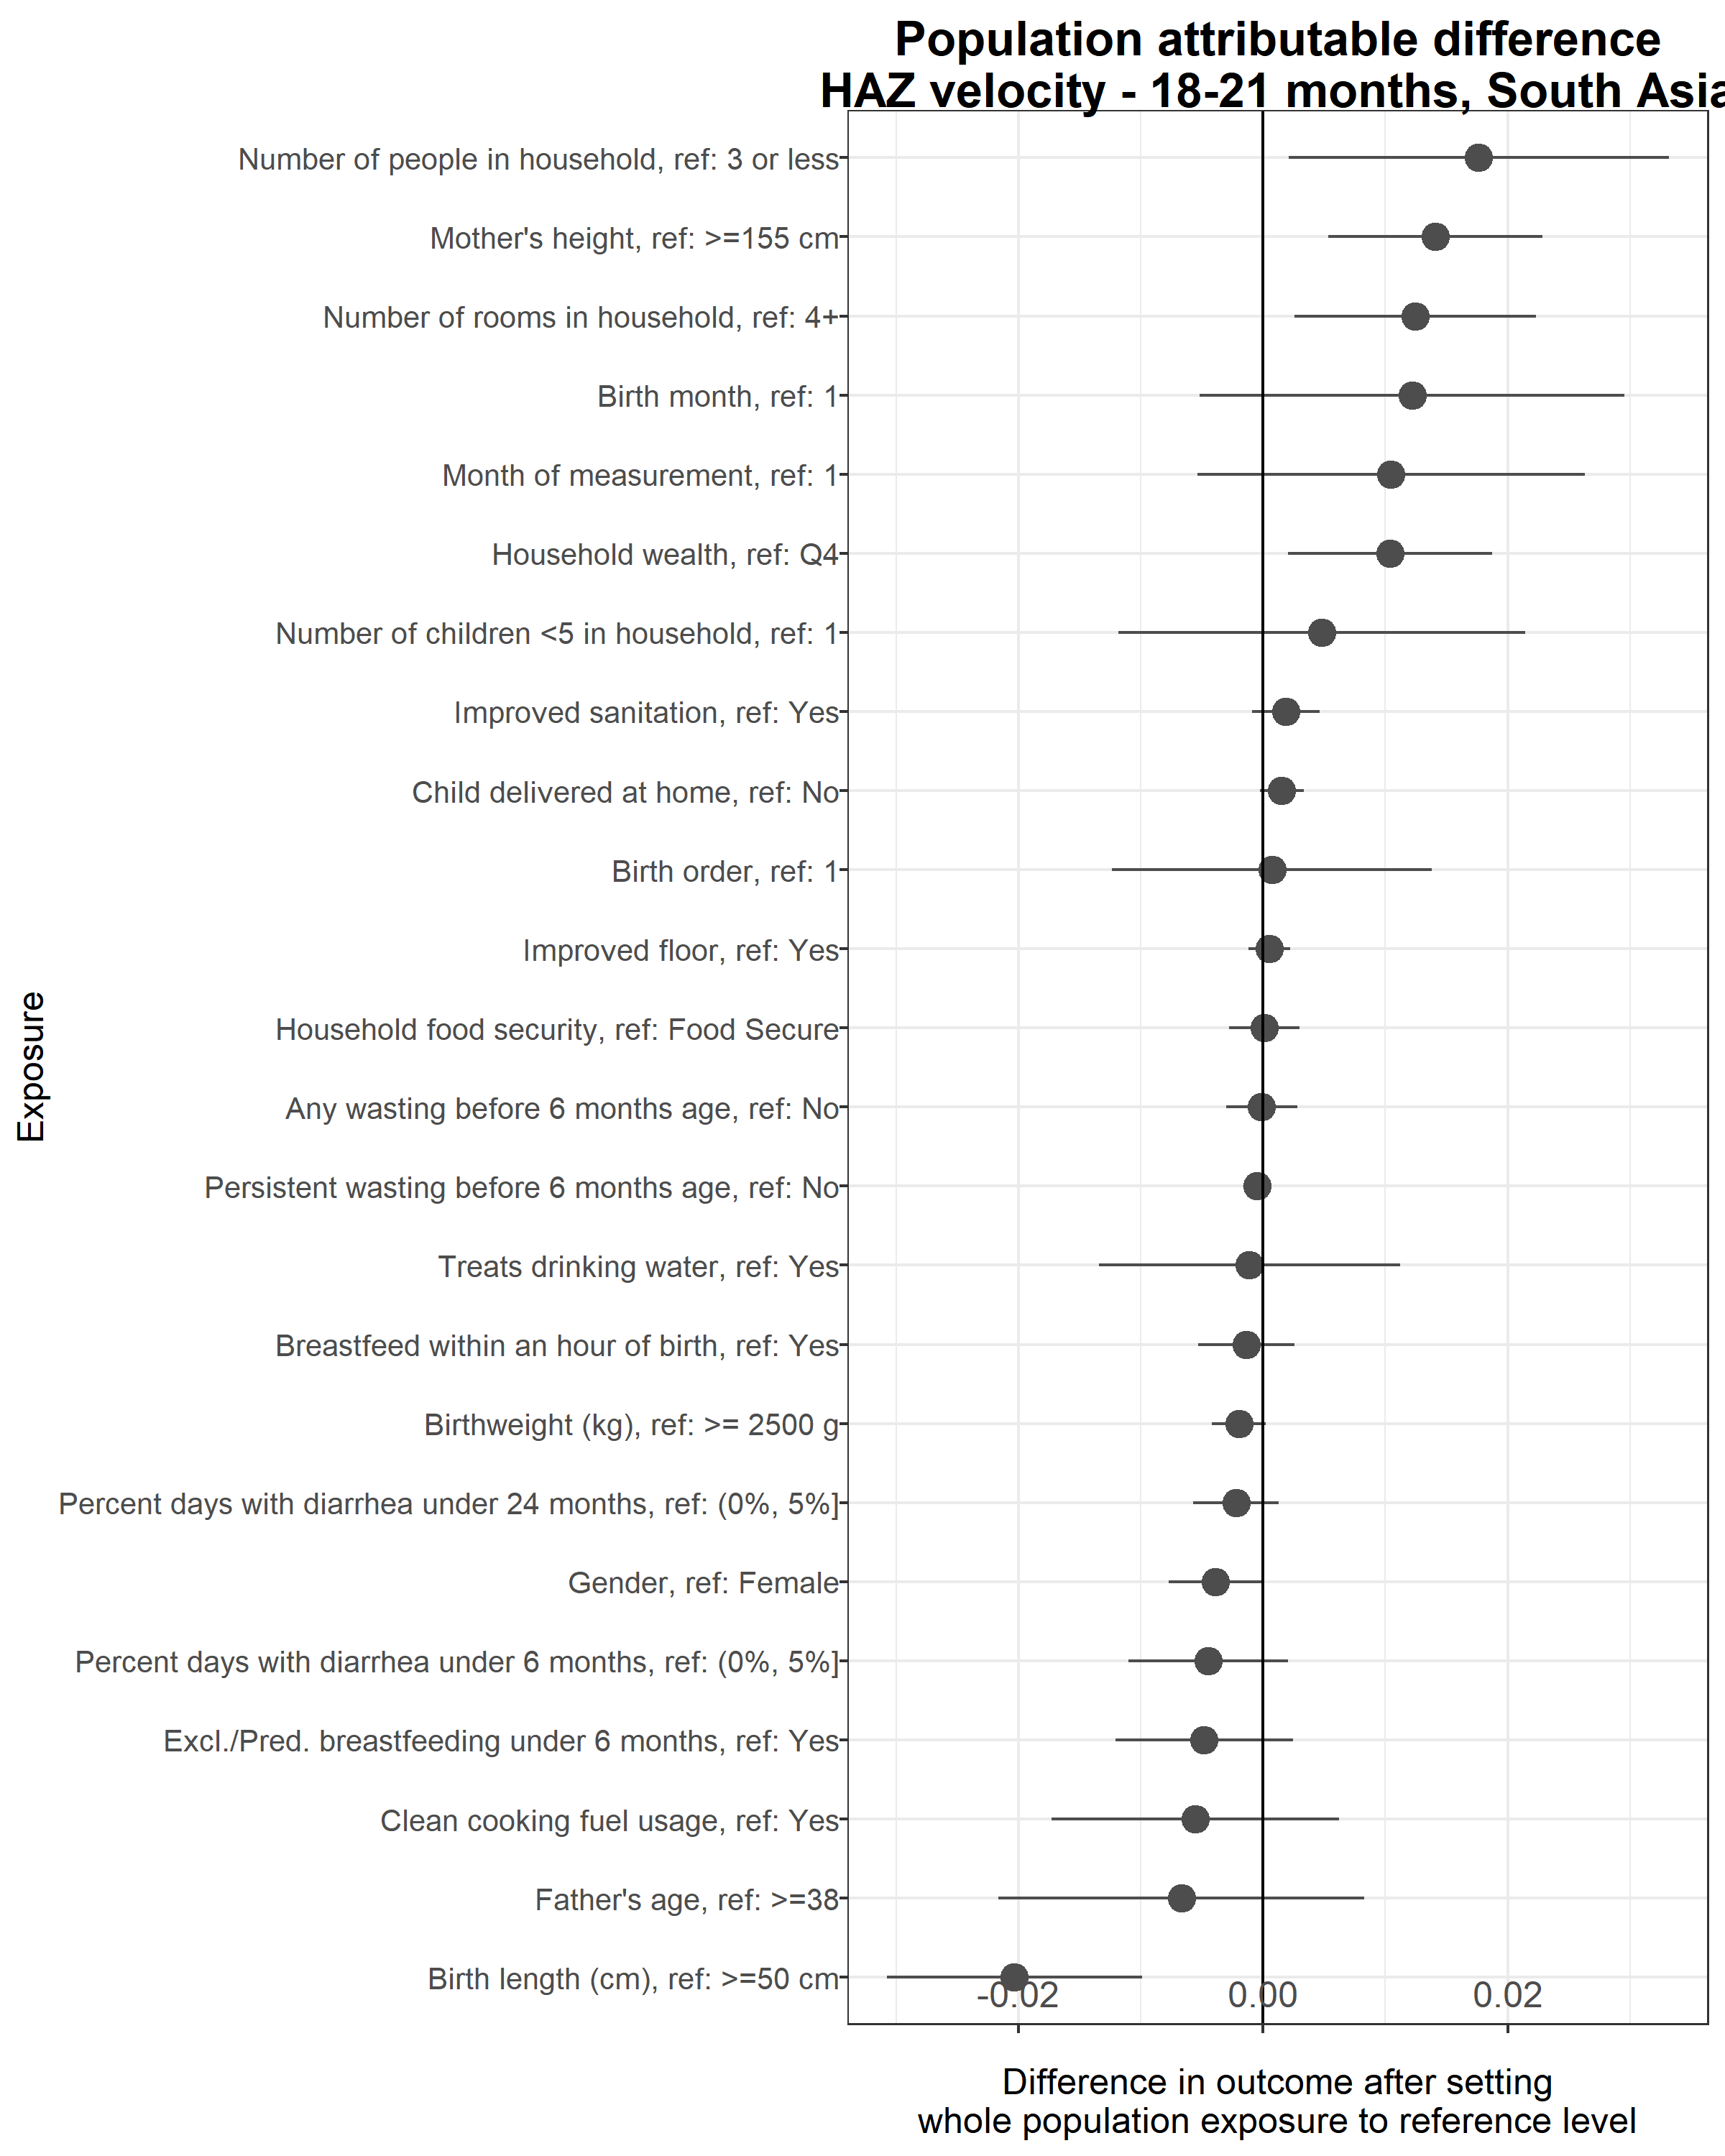 Population attributable difference
HAZ velocity - 18-21 months, South Asia
Number of people in household, ref: 3 or less
Mother's height, ref: >=155 cm
Number of rooms in household, ref: 4+
Birth month, ref: 1
Month of measurement, ref: 1
Household wealth, ref: Q4
Number of children <5 in household, ref: 1
Improved sanitation, ref: Yes
Child delivered at home, ref: No
Birth order, ref: 1
Improved floor, ref: Yes
Household food security, ref: Food Secure
Any wasting before 6 months age, ref: No
Persistent wasting before 6 months age, ref: No
Treats drinking water, ref: Yes
Breastfeed within an hour of birth, ref: Yes
Birthweight (kg), ref: >= 2500 g
Percent days with diarrhea under 24 months, ref: (0%, 5%]
Gender, ref: Female
Percent days with diarrhea under 6 months, ref: (0%, 5%]
Excl./Pred. breastfeeding under 6 months, ref: Yes
Clean cooking fuel usage, ref: Yes
Father's age, ref: >=38
Birth length (cm), ref: >=50 cm
Exposure
-0.02 0.00 0.02
Difference in outcome after setting
whole population exposure to reference level